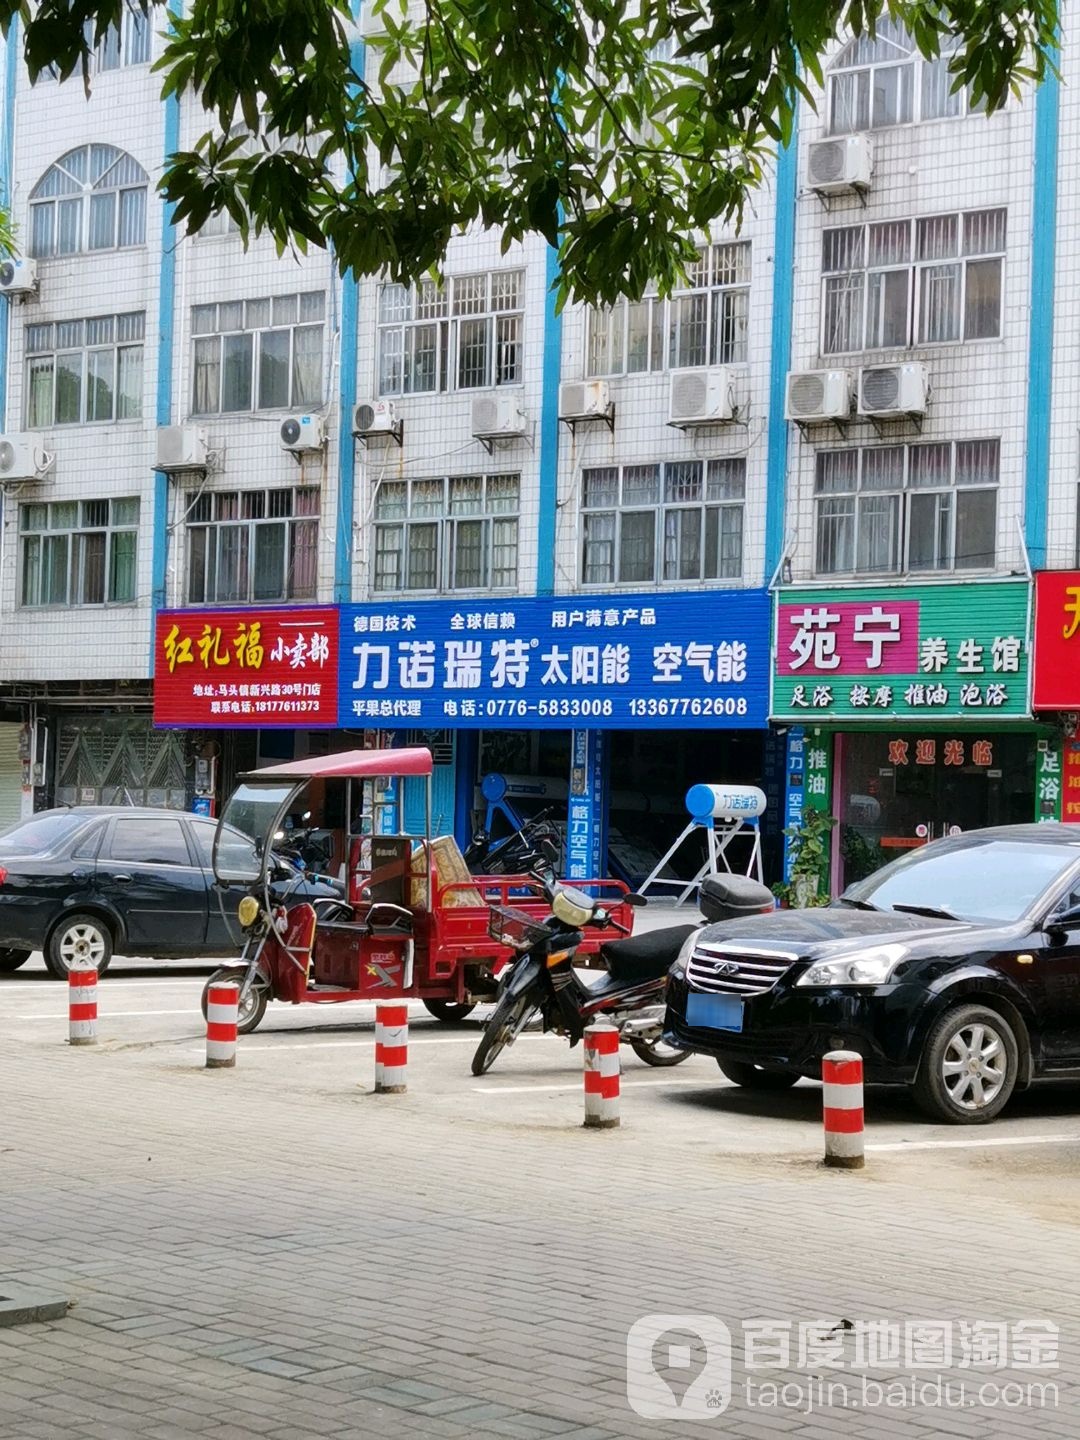 红礼福 小卖部
地址:马头镇新兴路30号门店
联系电话:18177611373
德国技术 全球信赖 用户满意产品
力诺瑞特® 太阳能 空气能
平果总代理 电话:0776-5833008 13367762608
苑宁 养生馆
足浴 按摩 推油 泡浴
欢迎光临
推油
足浴
格力空气能
力诺瑞特
百度地图淘金
taojin.baidu.com